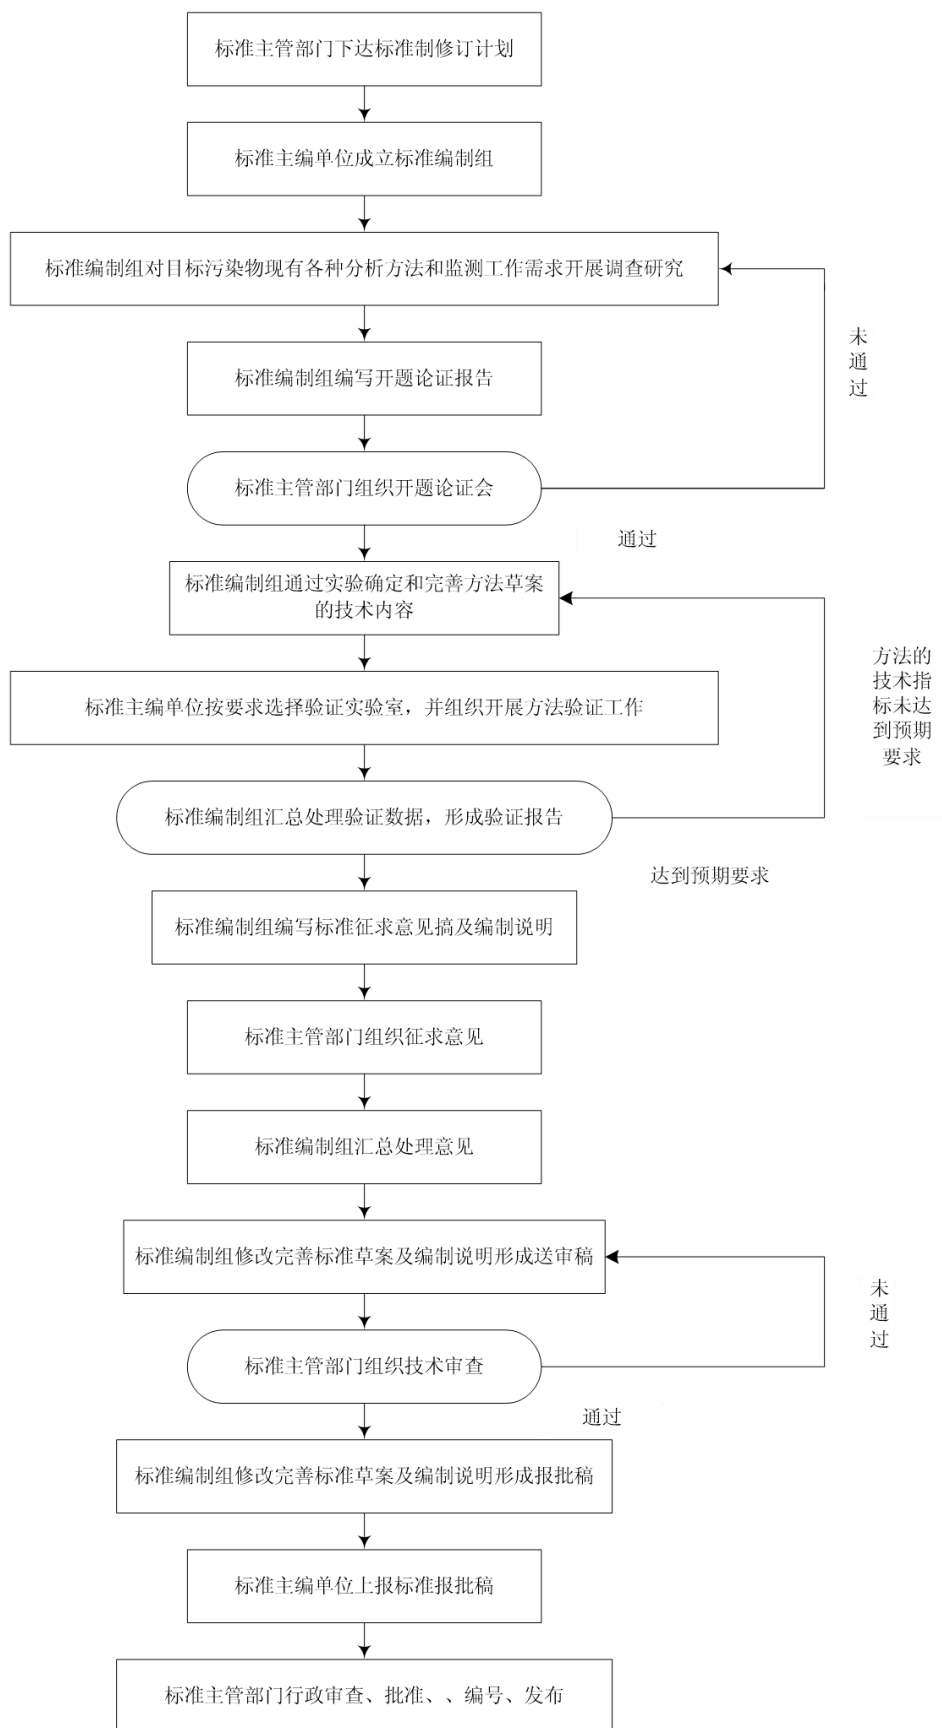 标准主管部门下达标准制修订计划
标准主编单位成立标准编制组
标准编制组对目标污染物现有各种分析方法和监测工作需求开展调查研究
未
通
过
标准编制组编写开题论证报告
标准主管部门组织开题论证会
通过
标准编制组通过实验确定和完善方法草案
的技术内容
方法的
技术指
标未达
到预期
要求
标准主编单位按要求选择验证实验室，并组织开展方法验证工作
标准编制组汇总处理验证数据，形成验证报告
达到预期要求
标准编制组编写标准征求意见搞及编制说明
标准主管部门组织征求意见
标准编制组汇总处理意见
标准编制组修改完善标准草案及编制说明形成送审稿
未
通
过
标准主管部门组织技术审查
通过
标准编制组修改完善标准草案及编制说明形成报批稿
标准主编单位上报标准报批稿
标准主管部门行政审查、批准、、编号、发布